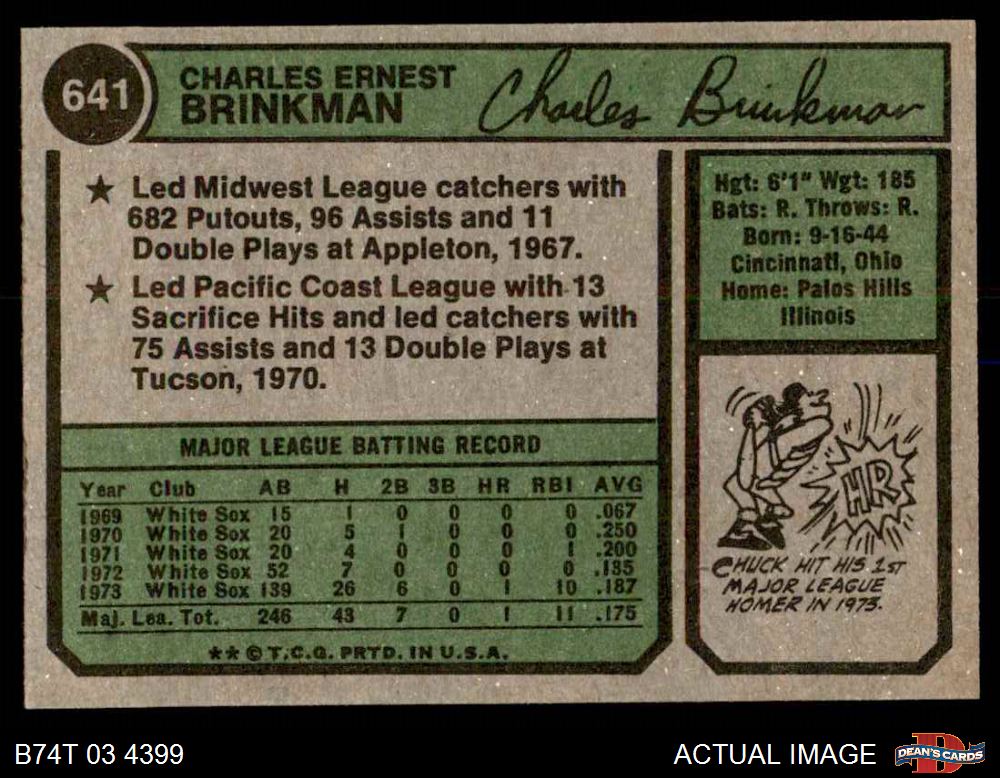 641
CHARLES ERNEST
BRINKMAN
Charles Brinkman
★ Led Midwest League catchers with
682 Putouts, 96 Assists and 11
Double Plays at Appleton, 1967.
★ Led Pacific Coast League with 13
Sacrifice Hits and led catchers with
75 Assists and 13 Double Plays at
Tucson, 1970.
Hgt: 6'1" Wgt: 185
Bats: R. Throws: R.
Born: 9-16-44
Cincinnati, Ohio
Home: Palos Hills
Illinois
MAJOR LEAGUE BATTING RECORD
Year Club AB H 2B 3B HR RBI AVG
1969 White Sox 15 1 0 0 0 0 .067
1970 White Sox 20 5 1 0 0 0 .250
1971 White Sox 20 4 0 0 0 1 .200
1972 White Sox 52 7 0 0 0 0 .135
1973 White Sox 139 26 6 0 1 10 .187
Maj. Lea. Tot. 246 43 7 0 1 11 .175
** © T.C.G. PRTD. IN U.S.A.
HR
CHUCK HIT HIS 1ST
MAJOR LEAGUE
HOMER IN 1973.
B74T 03 4399
ACTUAL IMAGE
DEAN'S CARDS